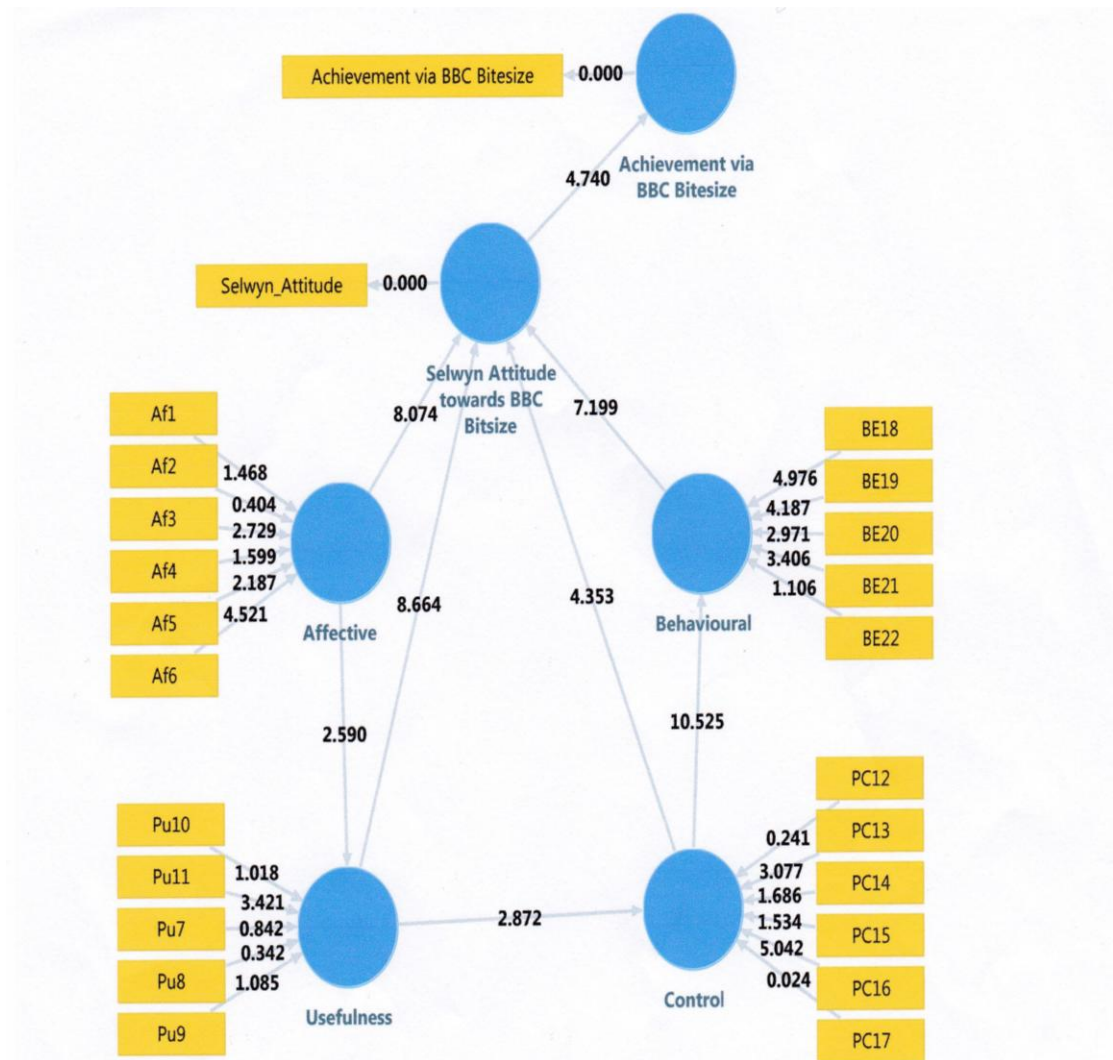 Achievement via BBC Bitesize
0.000
Achievement via
BBC Bitesize
4.740
Selwyn_Attitude
0.000
Selwyn Attitude
towards BBC
Bitsize
8.074
7.199
Af1
Af2
Af3
Af4
Af5
Af6
1.468
0.404
2.729
1.599
2.187
4.521
Affective
8.664
4.353
BE18
BE19
BE20
BE21
BE22
4.976
4.187
2.971
3.406
1.106
Behavioural
2.590
10.525
Pu10
Pu11
Pu7
Pu8
Pu9
1.018
3.421
0.842
0.342
1.085
Usefulness
2.872
PC12
PC13
PC14
PC15
PC16
PC17
0.241
3.077
1.686
1.534
5.042
0.024
Control